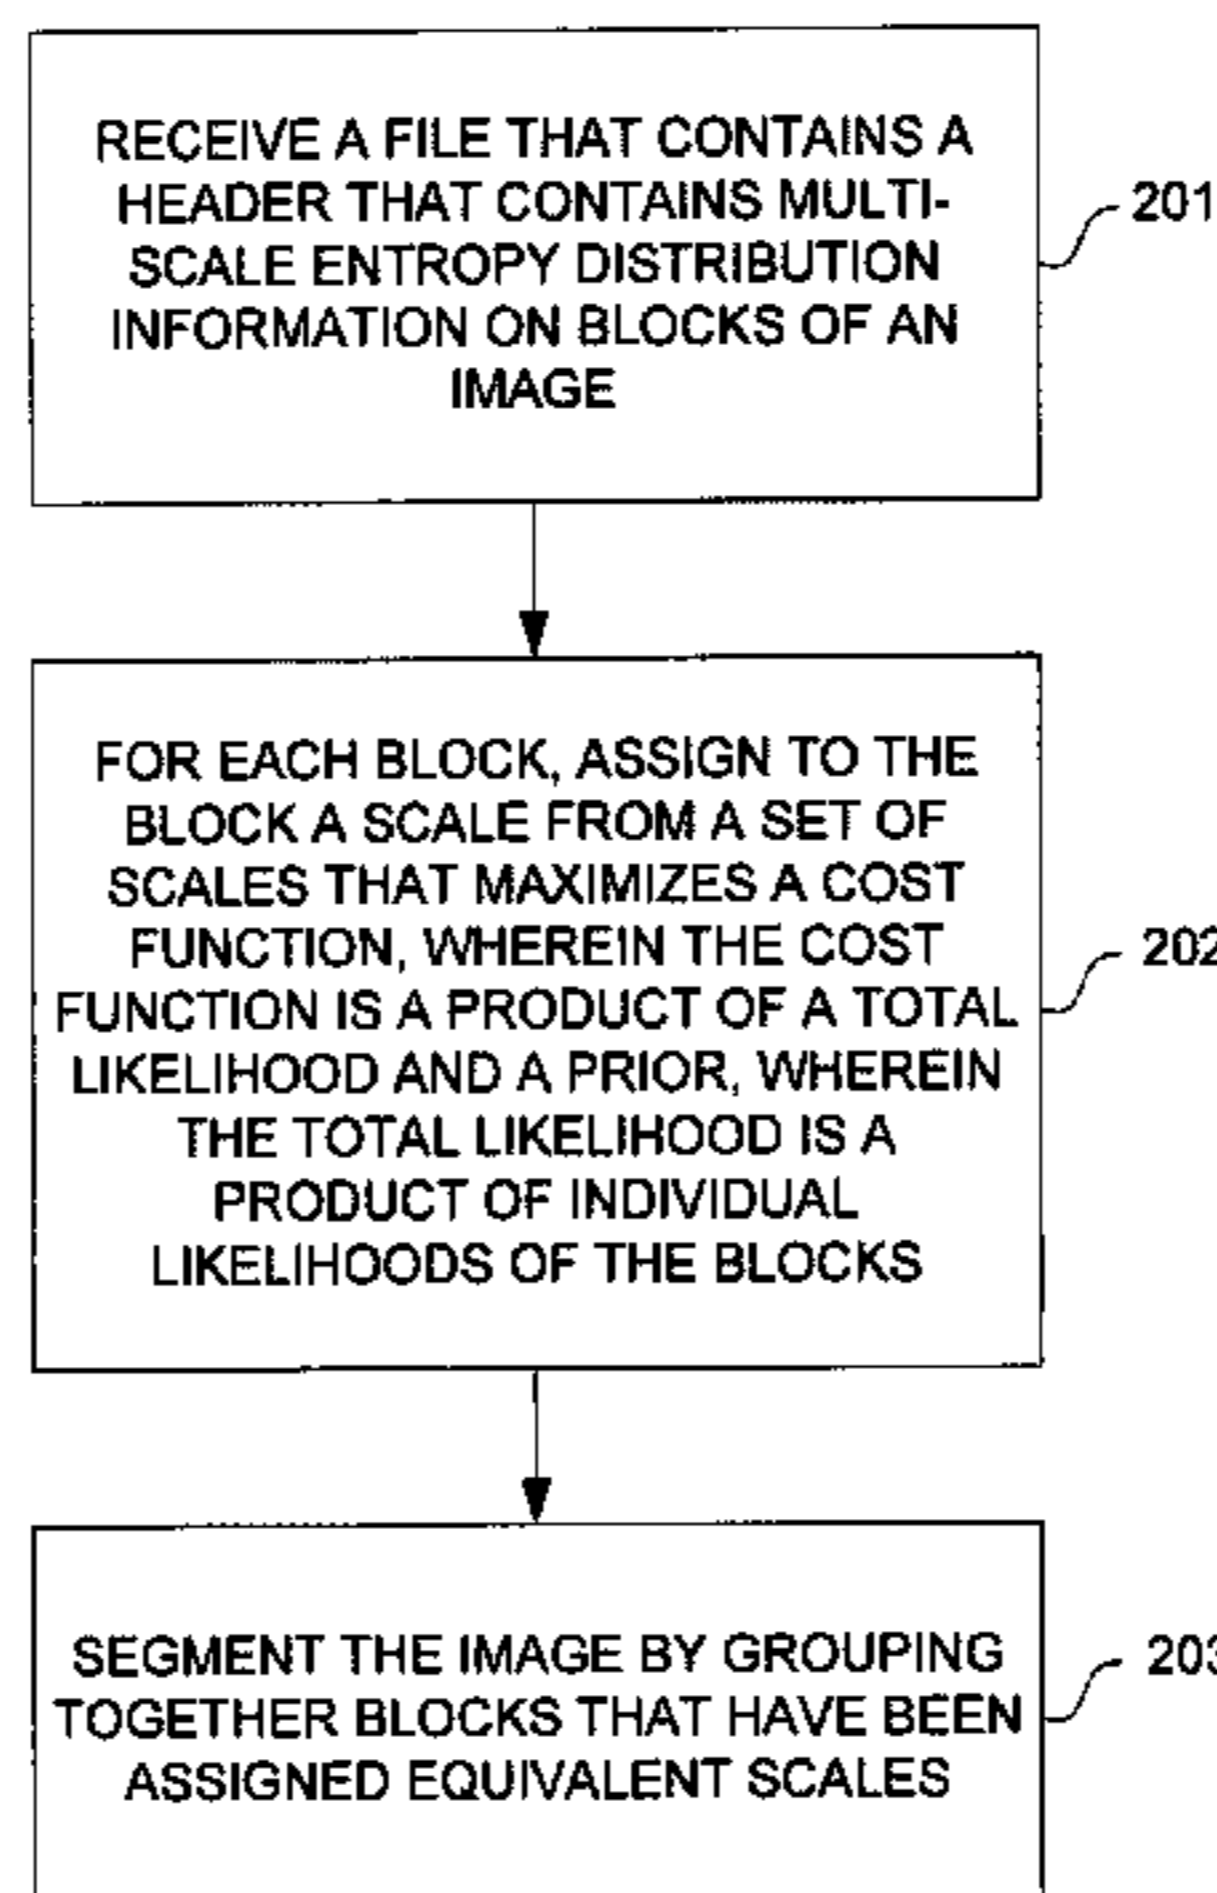 RECEIVE A FILE THAT CONTAINS A
HEADER THAT CONTAINS MULTI-
SCALE ENTROPY DISTRIBUTION
INFORMATION ON BLOCKS OF AN
IMAGE
201
FOR EACH BLOCK, ASSIGN TO THE
BLOCK A SCALE FROM A SET OF
SCALES THAT MAXIMIZES A COST
FUNCTION, WHEREIN THE COST
FUNCTION IS A PRODUCT OF A TOTAL
LIKELIHOOD AND A PRIOR, WHEREIN
THE TOTAL LIKELIHOOD IS A
PRODUCT OF INDIVIDUAL
LIKELIHOODS OF THE BLOCKS
202
SEGMENT THE IMAGE BY GROUPING
TOGETHER BLOCKS THAT HAVE BEEN
ASSIGNED EQUIVALENT SCALES
203